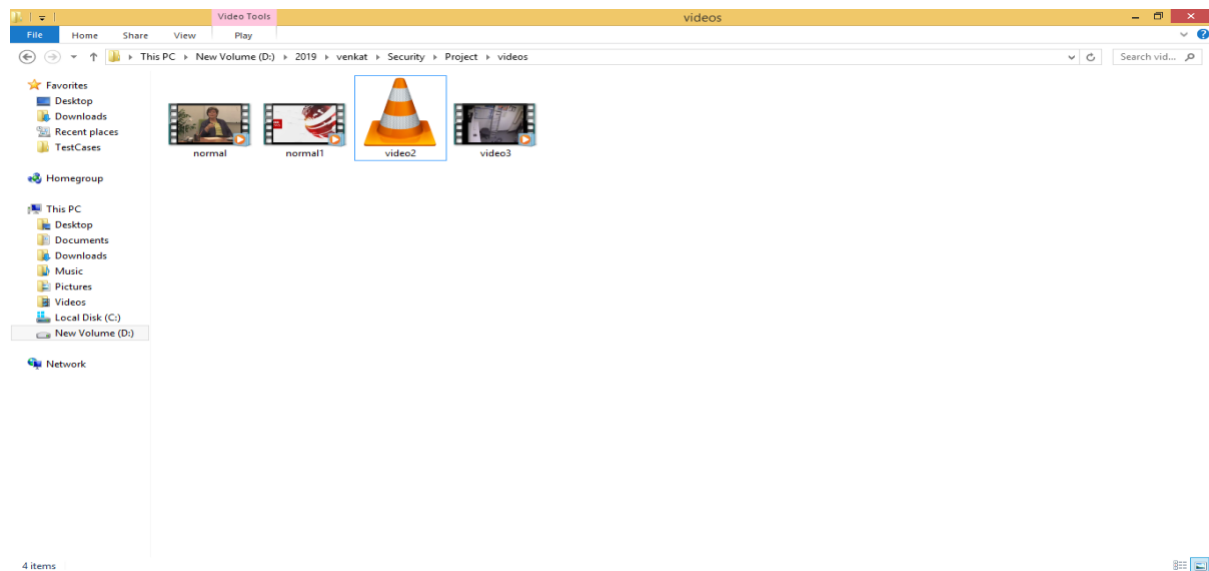 Video Tools
videos
File Home Share View Play
This PC New Volume (D:) 2019 venkat Security Project videos
Search vid...
Favorites
Desktop
Downloads
Recent places
TestCases
Homegroup
This PC
Desktop
Documents
Downloads
Music
Pictures
Videos
Local Disk (C:)
New Volume (D:)
Network
normal normal1 video2 video3
4 items